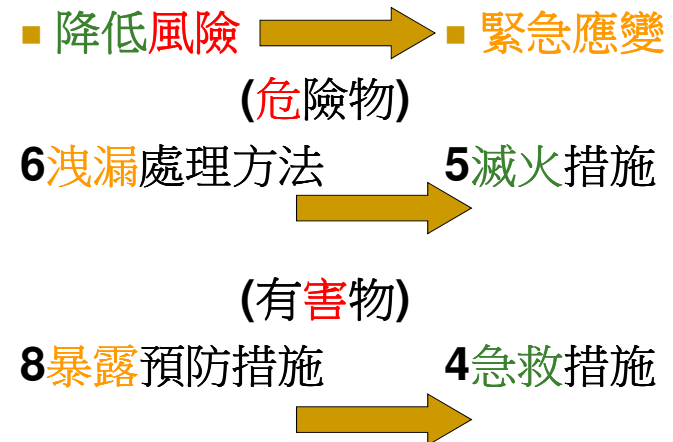 降低風險 緊急應變
(危險物)
6洩漏處理方法 5滅火措施
(有害物)
8暴露預防措施 4急救措施